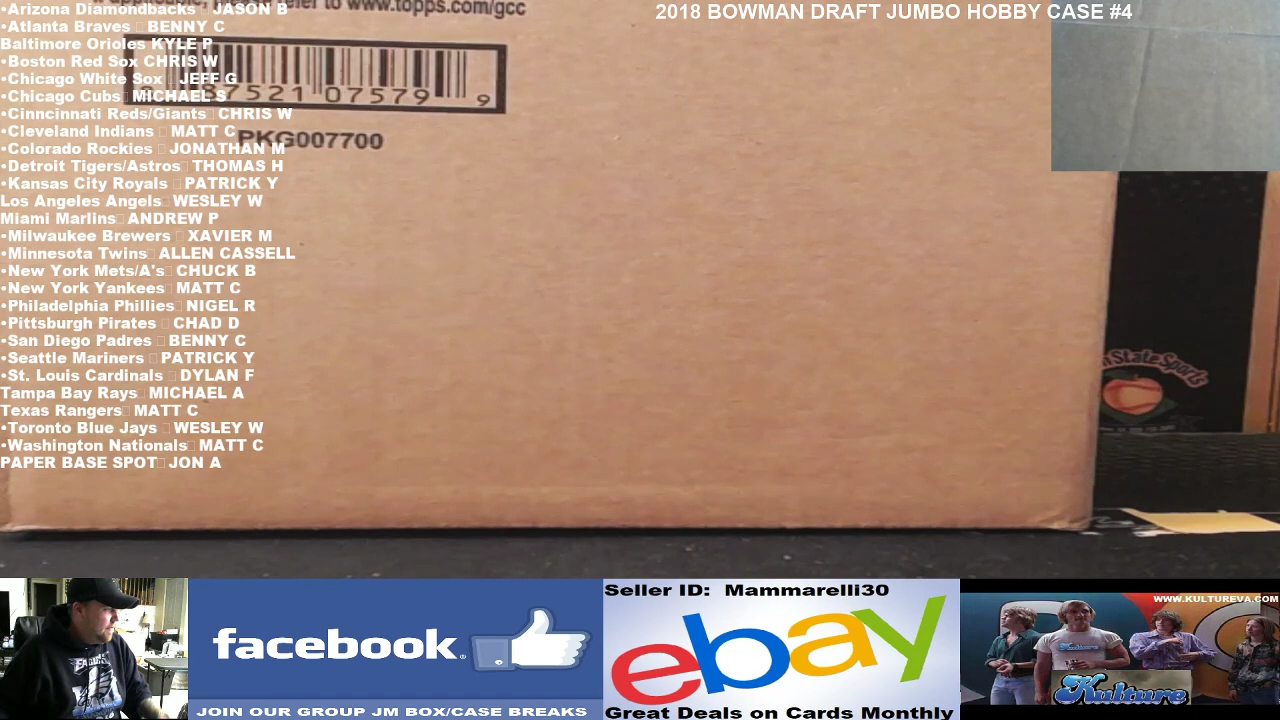 •Arizona Diamondbacks JASON B
•Atlanta Braves BENNY C
Baltimore Orioles KYLE P
•Boston Red Sox CHRIS W
•Chicago White Sox JEFF G
•Chicago Cubs MICHAEL S
•Cinncinnati Reds/Giants CHRIS W
•Cleveland Indians MATT C
•Colorado Rockies JONATHAN M
•Detroit Tigers/Astros THOMAS H
•Kansas City Royals PATRICK Y
Los Angeles Angels WESLEY W
Miami Marlins ANDREW P
•Milwaukee Brewers XAVIER M
•Minnesota Twins ALLEN CASSELL
•New York Mets/A's CHUCK B
•New York Yankees MATT C
•Philadelphia Phillies NIGEL R
•Pittsburgh Pirates CHAD D
•San Diego Padres BENNY C
•Seattle Mariners PATRICK Y
•St. Louis Cardinals DYLAN F
Tampa Bay Rays MICHAEL A
Texas Rangers MATT C
•Toronto Blue Jays WESLEY W
•Washington Nationals MATT C
PAPER BASE SPOT JON A
to www.topps.com/gcc
07579 9
PKG007700
2018 BOWMAN DRAFT JUMBO HOBBY CASE #4
State Sports
facebook
JOIN OUR GROUP JM BOX/CASE BREAKS
Seller ID: Mammarelli30
ebay
Great Deals on Cards Monthly
WWW.KULTUREVA.COM
Kulture